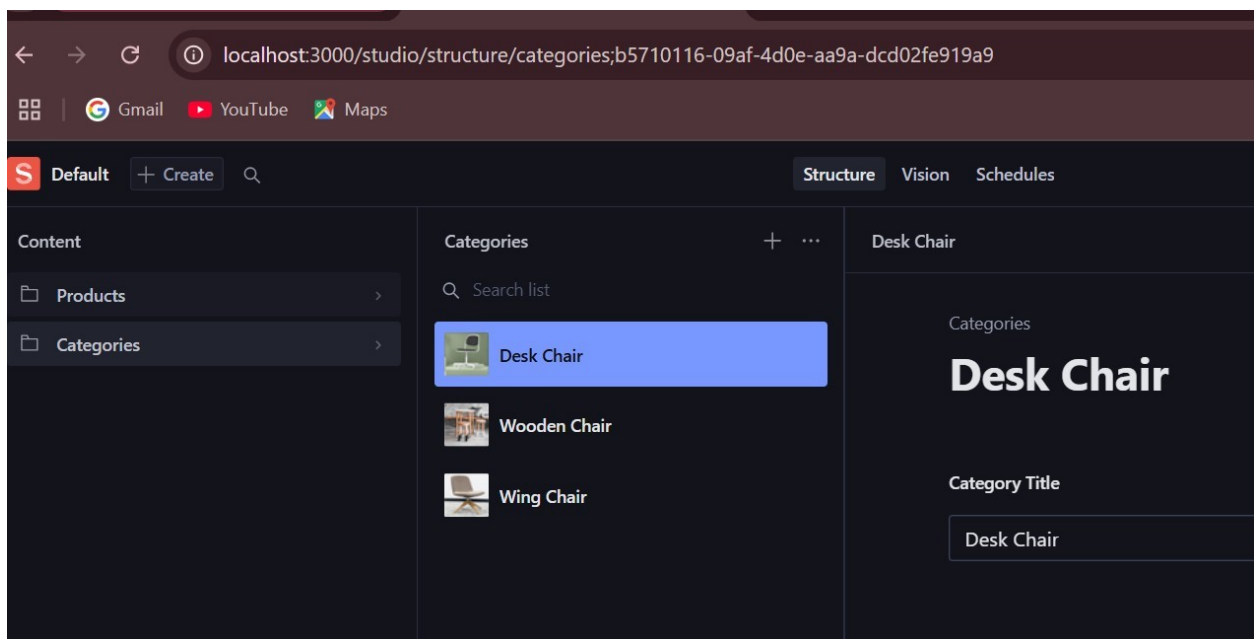 localhost:3000/studio/structure/categories;b5710116-09af-4d0e-aa9a-dcd02fe919a9
Gmail YouTube Maps
S Default + Create Structure Vision Schedules
Content
Products
Categories
Categories
Search list
Desk Chair
Wooden Chair
Wing Chair
Desk Chair
Categories
Desk Chair
Category Title
Desk Chair